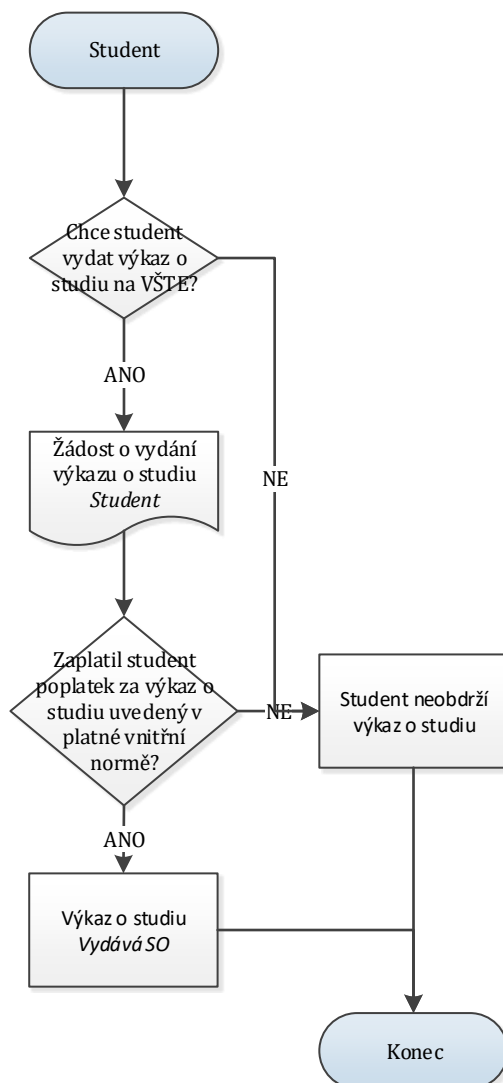 Student
Chce student
vydat výkaz o
studiu na VŠTE?
ANO
Žádost o vydání
výkazu o studiu
Student
NE
Zaplatil student
poplatek za výkaz o
studiu uvedený v
platné vnitřní
normě?
NE
Student neobdrží
výkaz o studiu
ANO
Výkaz o studiu
Vydává SO
Konec